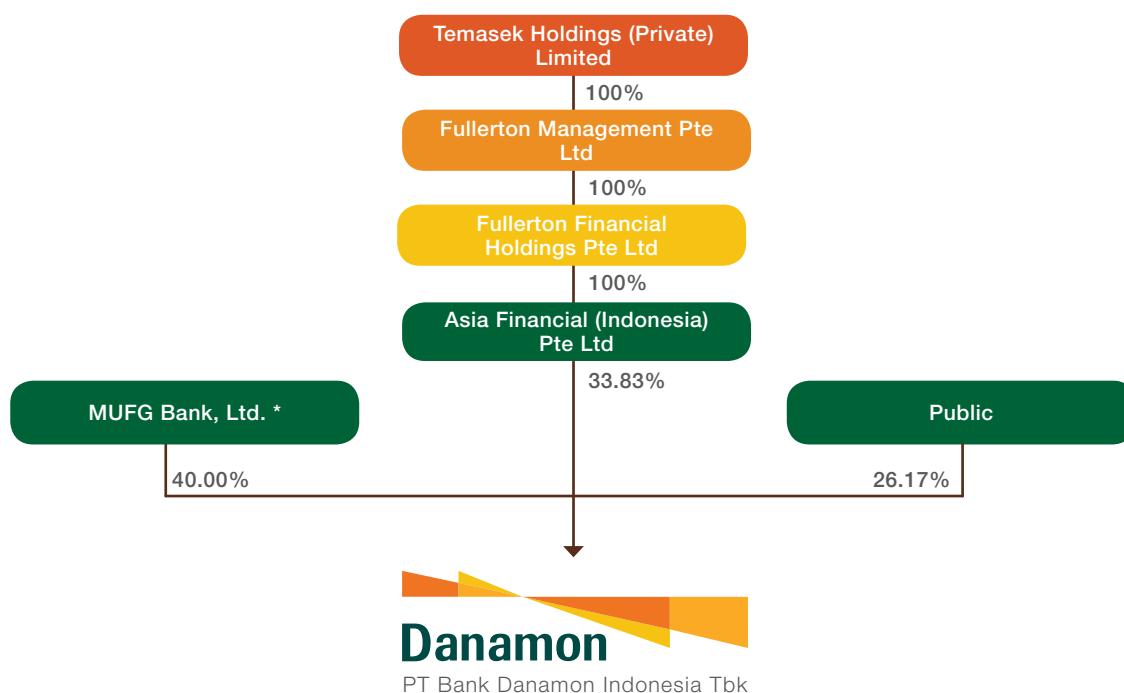 Temasek Holdings (Private)
Limited
100%
Fullerton Management Pte
Ltd
100%
Fullerton Financial
Holdings Pte Ltd
100%
Asia Financial (Indonesia)
Pte Ltd
33.83%
MUFG Bank, Ltd. *
Public
40.00%
26.17%
Danamon
PT Bank Danamon Indonesia Tbk